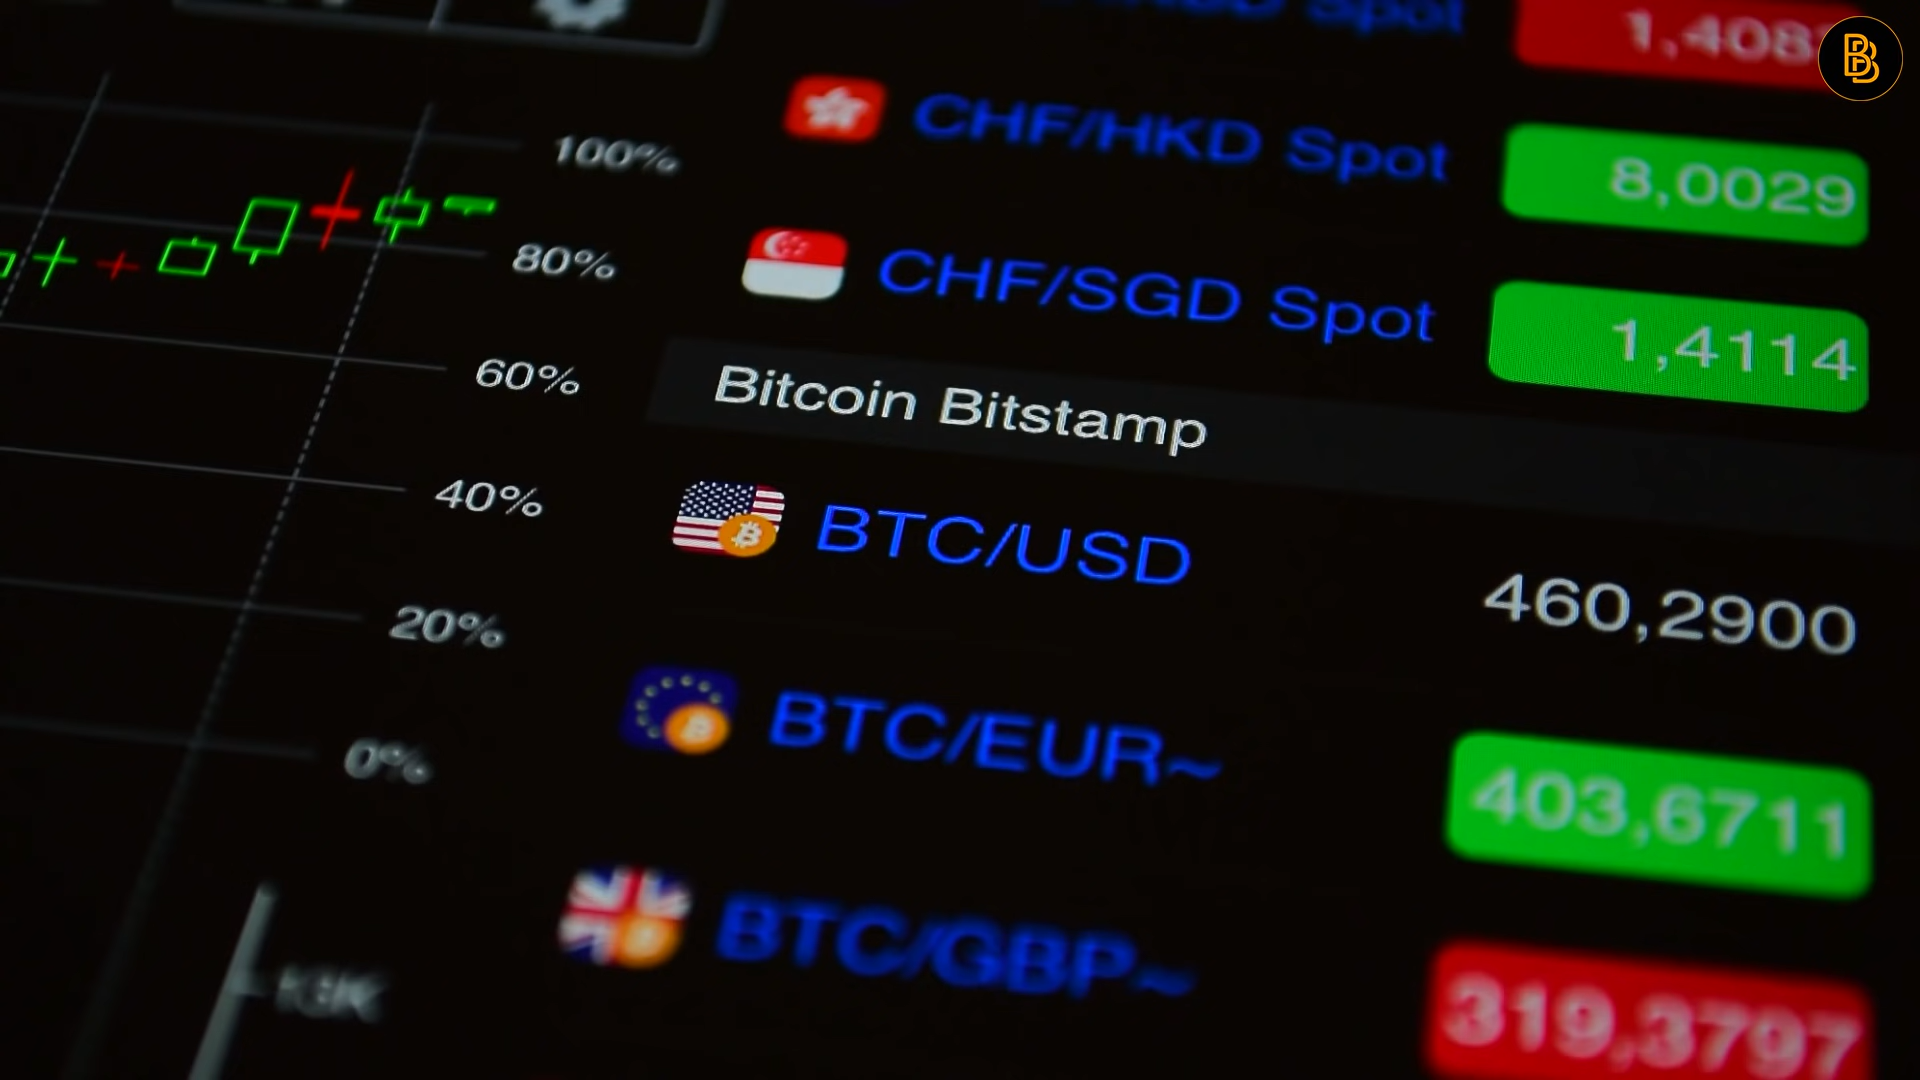 Spot
1,408
CHF/HKD Spot 8,0029
100%
CHF/SGD Spot 1,4114
80%
Bitcoin Bitstamp
60%
BTC/USD 460,2900
40%
BTC/EUR~ 403,6711
20%
0%
BTC/GBP~ 319,3797